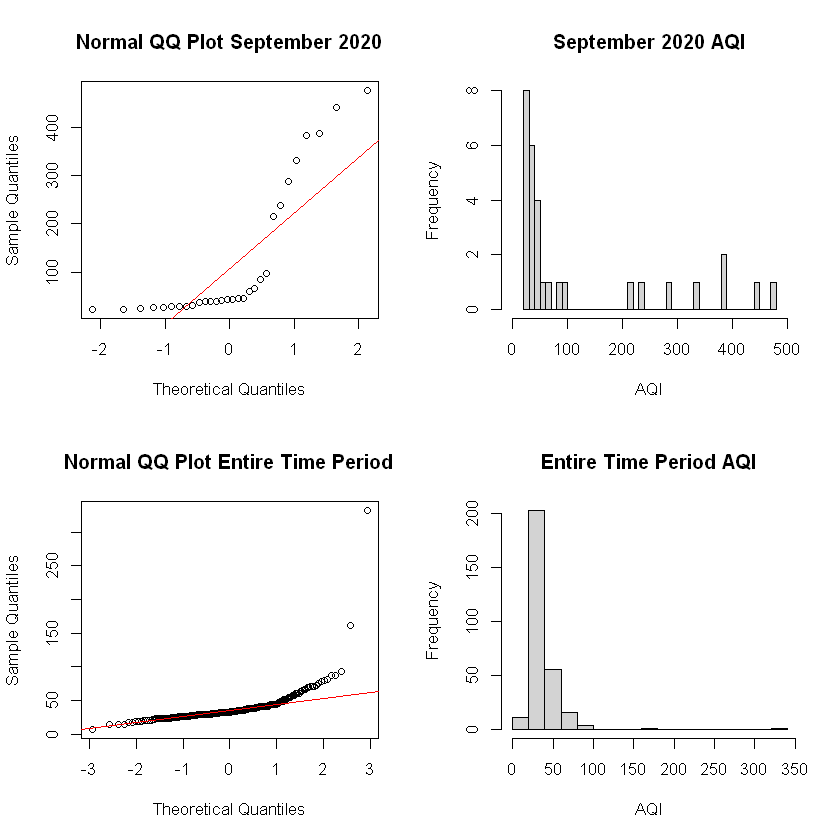 Normal QQ Plot September 2020
Sample Quantiles
400
300
200
100
-2 -1 0 1 2
Theoretical Quantiles
September 2020 AQI
Frequency
8
6
4
2
0
0 100 200 300 400 500
AQI
Normal QQ Plot Entire Time Period
Sample Quantiles
250
150
50
0
-3 -2 -1 0 1 2 3
Theoretical Quantiles
Entire Time Period AQI
Frequency
200
150
100
50
0
0 50 100 150 200 250 300 350
AQI